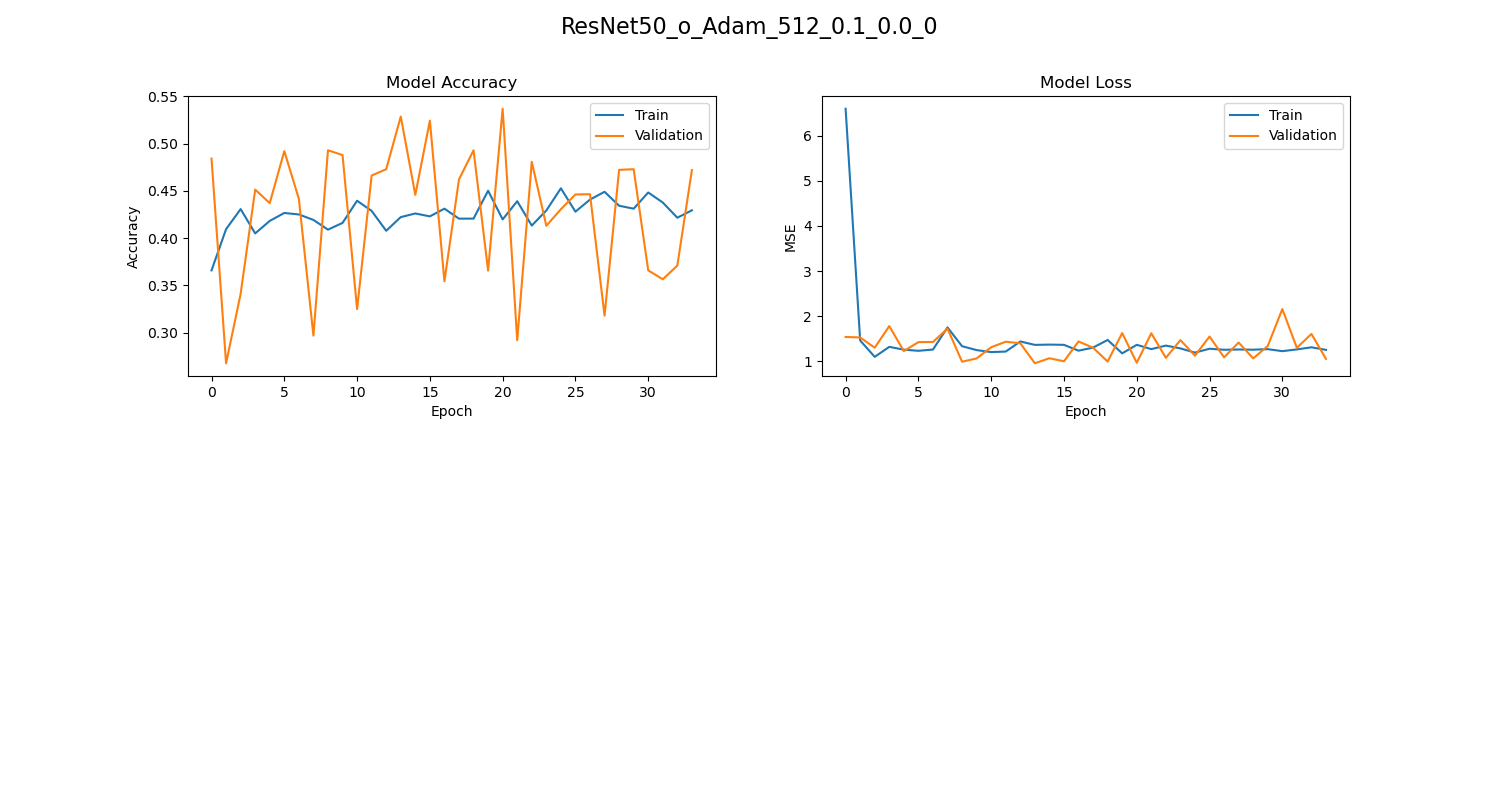 ResNet50_o_Adam_512_0.1_0.0_0
Model Accuracy
0.55
0.50
0.45
0.40
0.35
0.30
Accuracy
0 5 10 15 20 25 30
Epoch
Train
Validation
Model Loss
6
5
4
3
2
1
MSE
0 5 10 15 20 25 30
Epoch
Train
Validation